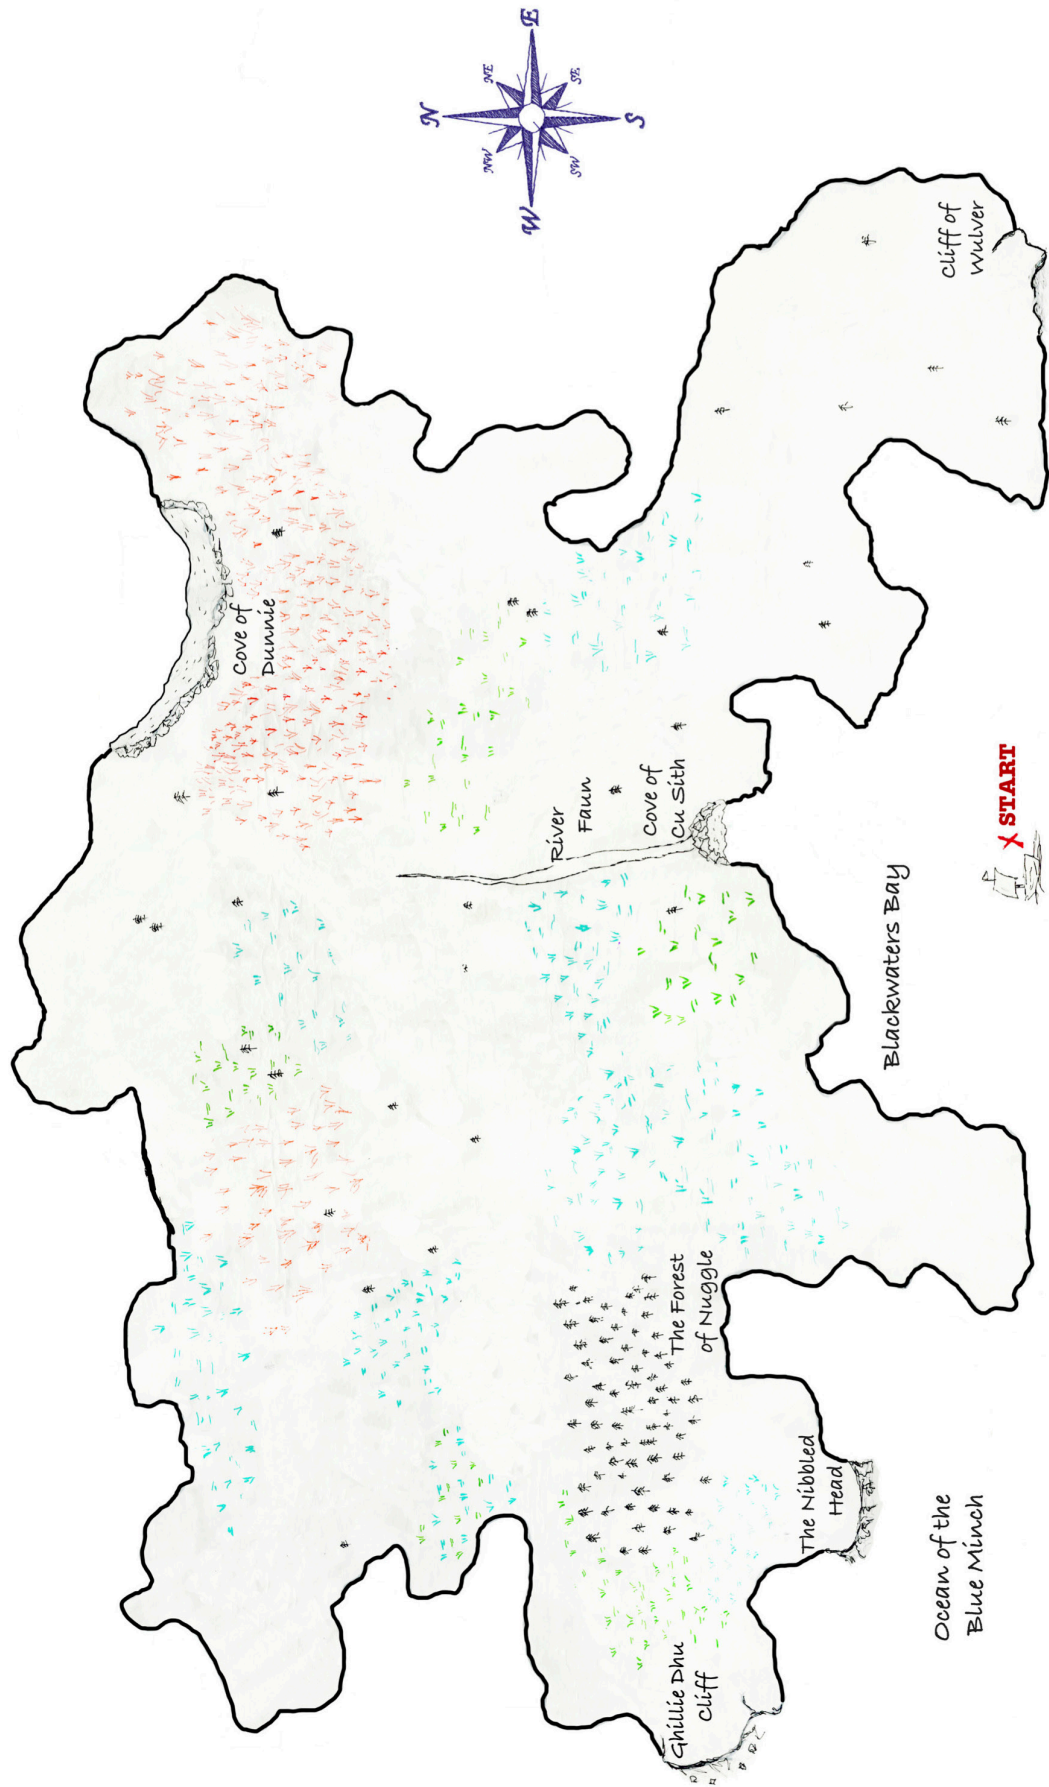 N
NE
E
SE
S
SW
W
NW
Cove of
Dunnie
River
Faun
Cove of
Cu Sith
Cliff of
Wulver
X START
Blackwaters Bay
The Forest
of Nuggle
The Nibbled
Head
Ghillie Dhu
Cliff
Ocean of the
Blue Minch